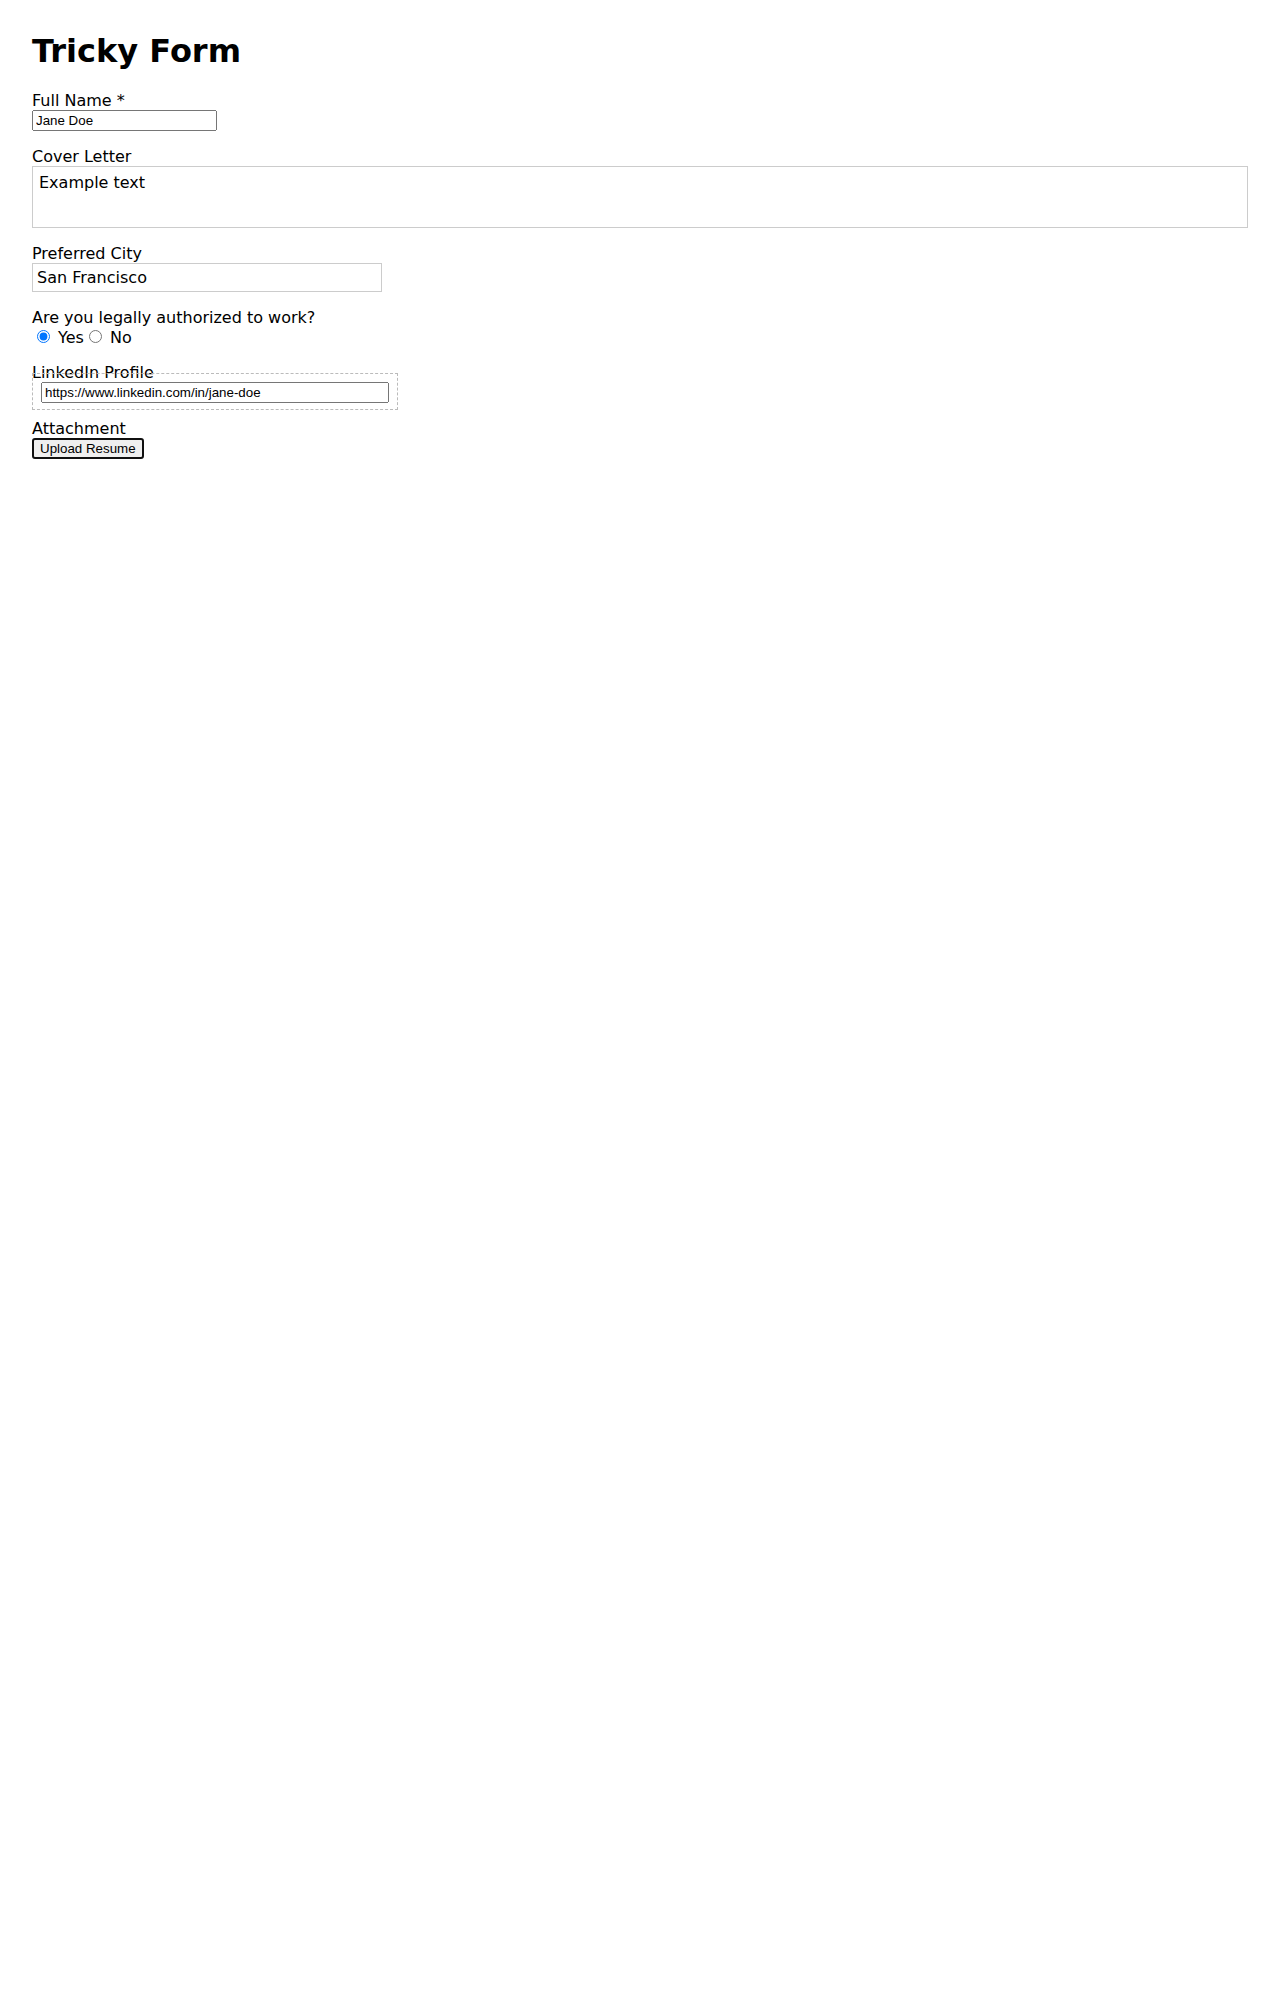 Tricky Form
Full Name *
Jane Doe
Cover Letter
Example text
Preferred City
San Francisco
Are you legally authorized to work?
Yes No
LinkedIn Profile
https://www.linkedin.com/in/jane-doe
Attachment
Upload Resume